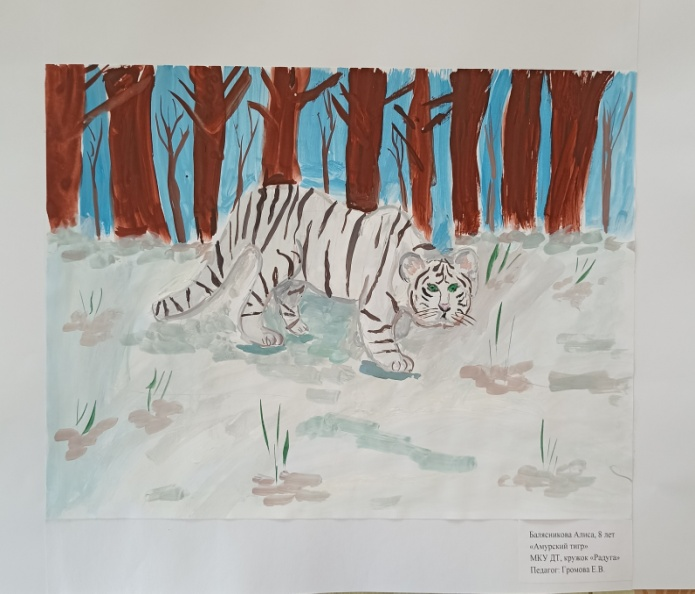 Балясникова Алиса, 8 лет
«Амурский тигр»
МКУ ДТ, кружок «Радуга»
Педагог: Громова Е.В.